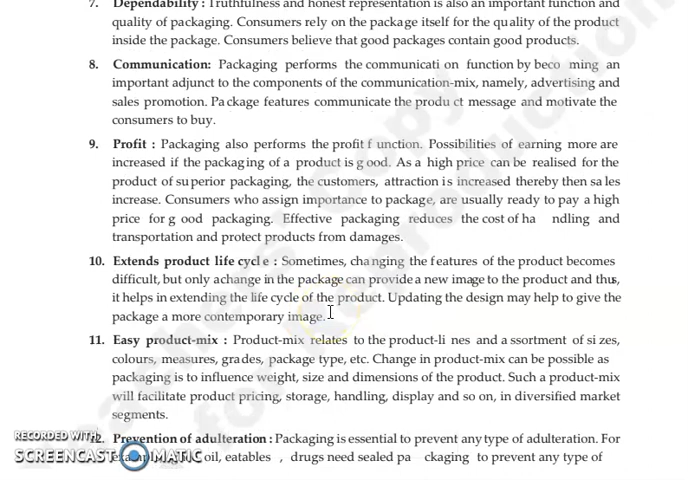 7. Dependability : Truthfulness and honest representation is also an important function and
quality of packaging. Consumers rely on the package itself for the quality of the product
inside the package. Consumers believe that good packages contain good products.
8. Communication: Packaging performs the communicati on function by beco ming an
important adjunct to the components of the communication-mix, namely, advertising and
sales promotion. Pa ckage features communicate the produ ct message and motivate the
consumers to buy.
9. Profit : Packaging also performs the profit f unction. Possibilities of earning more are
increased if the packaging of a product is g ood. As a high price can be realised for the
product of superior packaging, the customers, attraction is increased thereby then sa les
increase. Consumers who assign importance to package, are usually ready to pay a high
price for g ood packaging. Effective packaging reduces the cost of ha ndling and
transportation and protect products from damages.
10. Extends product life cycl e : Sometimes, cha nging the features of the product becomes
difficult, but only a change in the package can provide a new image to the product and thus,
it helps in extending the life cycle of the product. Updating the design may help to give the
package a more contemporary image.
11. Easy product-mix : Product-mix relates to the product-li nes and a ssortment of si zes,
colours, measures, gra des, package type, etc. Change in product-mix can be possible as
packaging is to influence weight, size and dimensions of the product. Such a product-mix
will facilitate product pricing, storage, handling, display and so on, in diversified market
segments.
12. Prevention of adulteration : Packaging is essential to prevent any type of adulteration. For
oil, eatables , drugs need sealed pa ckaging to prevent any type of
RECORDED WITH
SCREENCAST MATIC